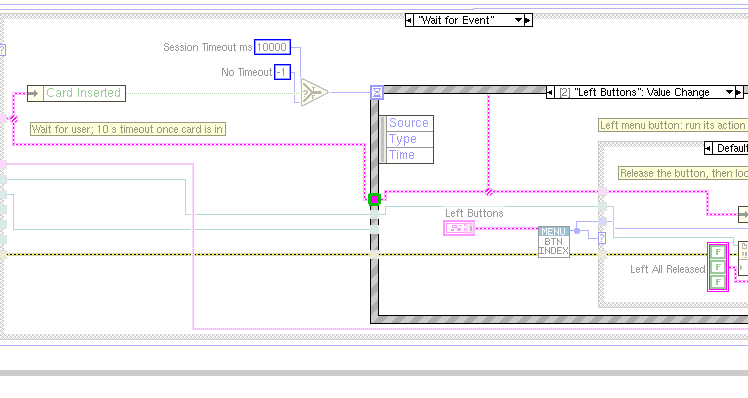 "Wait for Event"
Session Timeout ms 10000
No Timeout -1
Card Inserted
[2] "Left Buttons": Value Change
Source
Type
Time
Wait for user; 10 s timeout once card is in
Left menu button: run its action
Default
Release the button, then
Left Buttons
MENU
BTN
INDEX
?
?
Left All Released
F
F
F